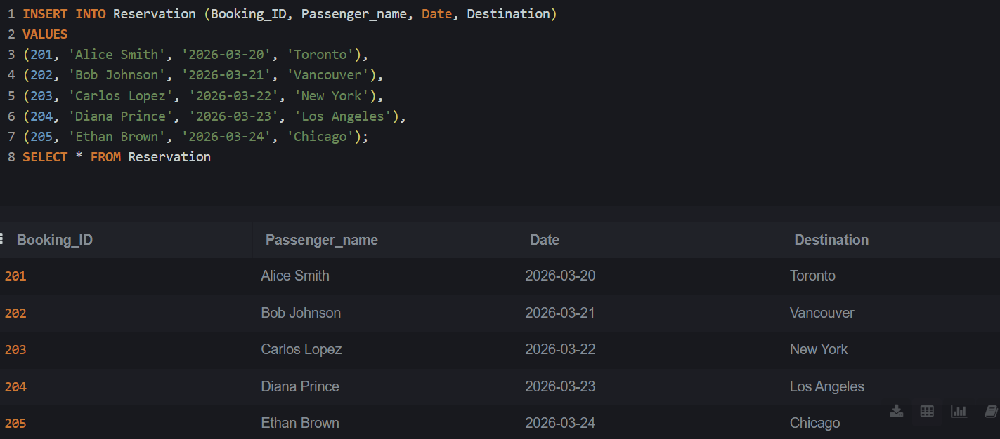 1 INSERT INTO Reservation (Booking_ID, Passenger_name, Date, Destination)
2 VALUES
3 (201, 'Alice Smith', '2026-03-20', 'Toronto'),
4 (202, 'Bob Johnson', '2026-03-21', 'Vancouver'),
5 (203, 'Carlos Lopez', '2026-03-22', 'New York'),
6 (204, 'Diana Prince', '2026-03-23', 'Los Angeles'),
7 (205, 'Ethan Brown', '2026-03-24', 'Chicago');
8 SELECT * FROM Reservation
Booking_ID Passenger_name Date Destination
201 Alice Smith 2026-03-20 Toronto
202 Bob Johnson 2026-03-21 Vancouver
203 Carlos Lopez 2026-03-22 New York
204 Diana Prince 2026-03-23 Los Angeles
205 Ethan Brown 2026-03-24 Chicago